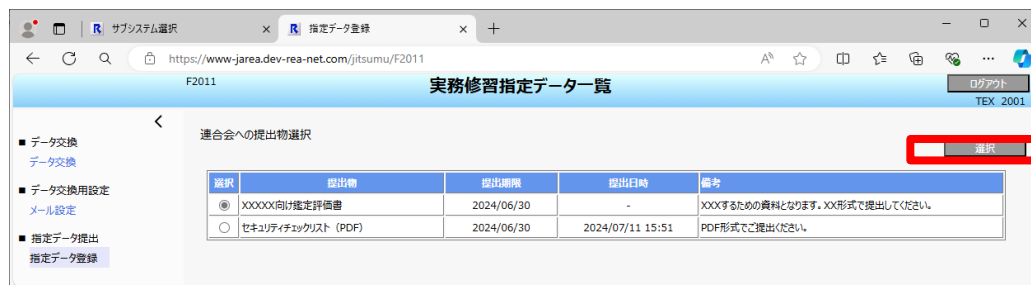 サブシステム選択
指定データ登録
https://www-jarea.dev-rea-net.com/jitsumu/F2011
F2011
実務修習指定データ一覧
ログアウト
TEX 2001
■ データ交換
データ交換
■ データ交換用設定
メール設定
■ 指定データ提出
指定データ登録
連合会への提出物選択
選択
選択 提出物 提出期限 提出日時 備考
XXXXX向け鑑定評価書 2024/06/30 - XXXするための資料となります。XX形式で提出してください。
セキュリティチェックリスト（PDF） 2024/06/30 2024/07/11 15:51 PDF形式でご提出ください。